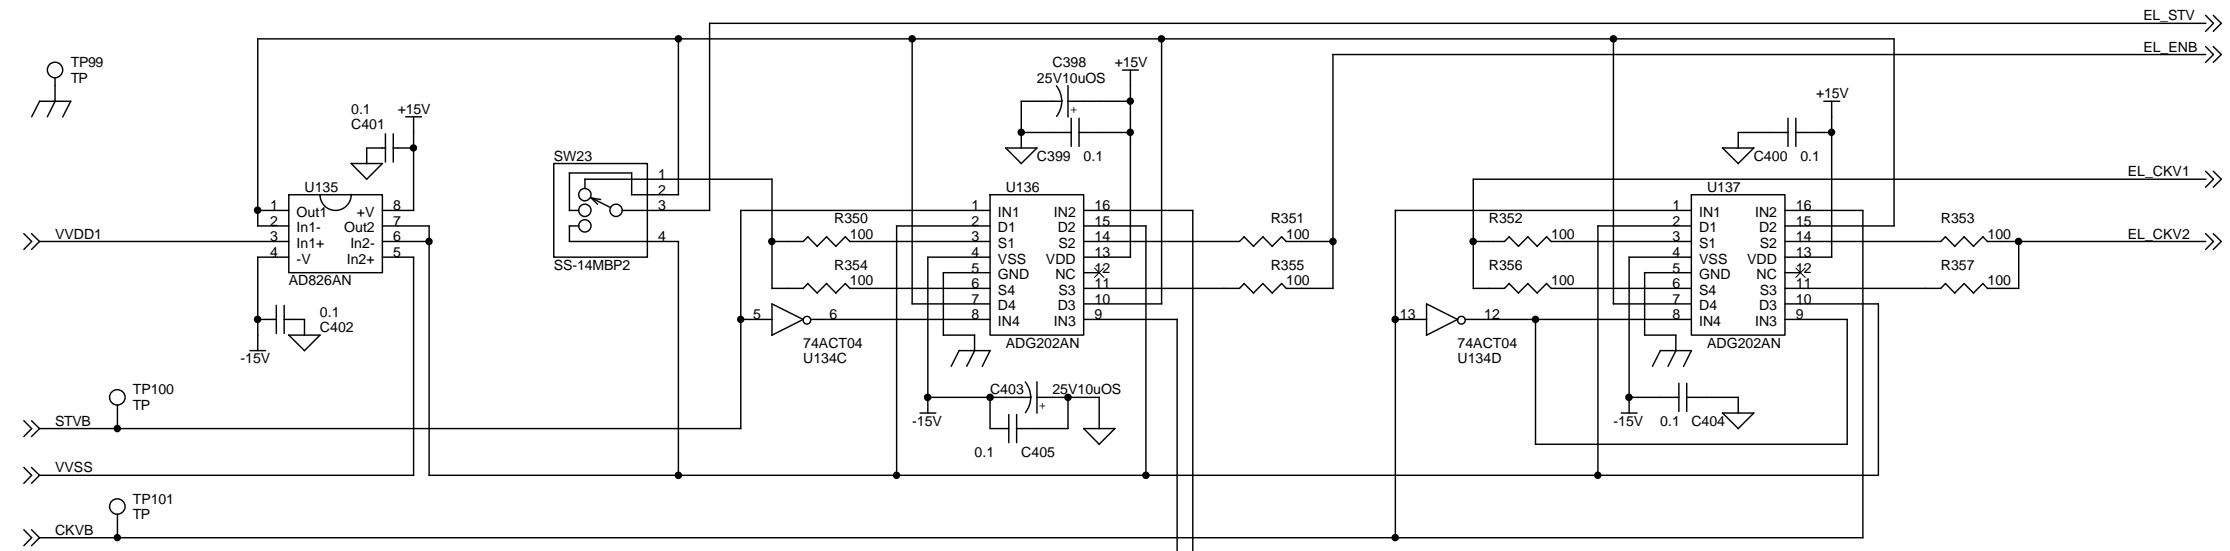 EL_STV
EL_ENB
TP99
TP
C398
25V10uOS
+15V
0.1
C401
+15V
+15V
C399 0.1
C400 0.1
SW23
1
2
3
4
SS-14MBP2
EL_CKV1
EL_CKV2
VVDD1
U135
1 Out1 +V 8
2 In1- Out2 7
3 In1+ In2- 6
4 -V In2+ 5
AD826AN
0.1
C402
-15V
U136
1 IN1 IN2 16
2 D1 D2 15
3 S1 S2 14
4 VSS VDD 13
5 GND NC 12
6 S4 S3 11
7 D4 D3 10
8 IN4 IN3 9
ADG202AN
R350
100
R354
100
5 6
74ACT04
U134C
R351
100
R355
100
U137
1 IN1 IN2 16
2 D1 D2 15
3 S1 S2 14
4 VSS VDD 13
5 GND NC 12
6 S4 S3 11
7 D4 D3 10
8 IN4 IN3 9
ADG202AN
R352
100
R356
100
13 12
74ACT04
U134D
R353
100
R357
100
TP100
TP
STVB
C403 25V10uOS
-15V
0.1 C405
-15V
0.1 C404
VVSS
TP101
TP
CKVB